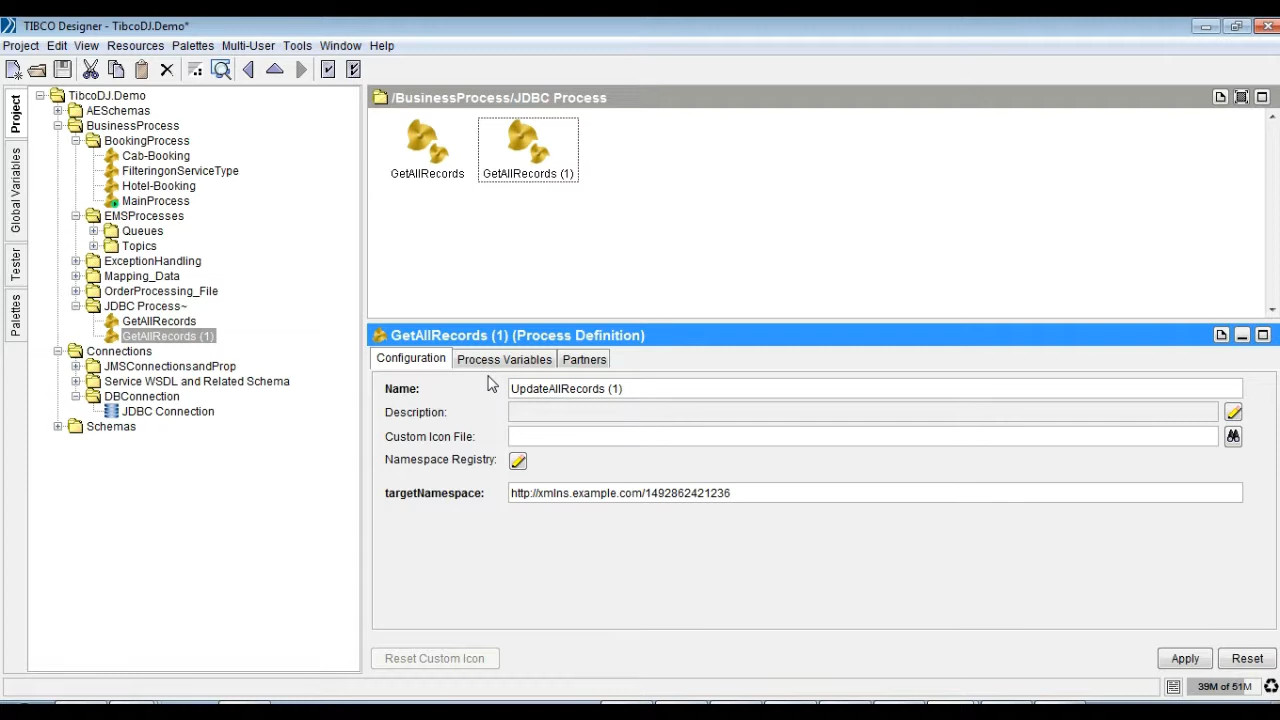 TIBCO Designer - TibcoDJ.Demo*
Project Edit View Resources Palettes Multi-User Tools Window Help
Project
Global Variables
Tester
Palettes
TibcoDJ.Demo
AESchemas
BusinessProcess
BookingProcess
Cab-Booking
FilteringonServiceType
Hotel-Booking
MainProcess
EMSProcesses
Queues
Topics
ExceptionHandling
Mapping_Data
OrderProcessing_File
JDBC Process~
GetAllRecords
GetAllRecords (1)
Connections
JMSConnectionsandProp
Service WSDL and Related Schema
DBConnection
JDBC Connection
Schemas
/BusinessProcess/JDBC Process
GetAllRecords GetAllRecords (1)
GetAllRecords (1) (Process Definition)
Configuration Process Variables Partners
Name: UpdateAllRecords (1)
Description:
Custom Icon File:
Namespace Registry:
targetNamespace: http://xmlns.example.com/1492862421236
Reset Custom Icon Apply Reset
39M of 51M